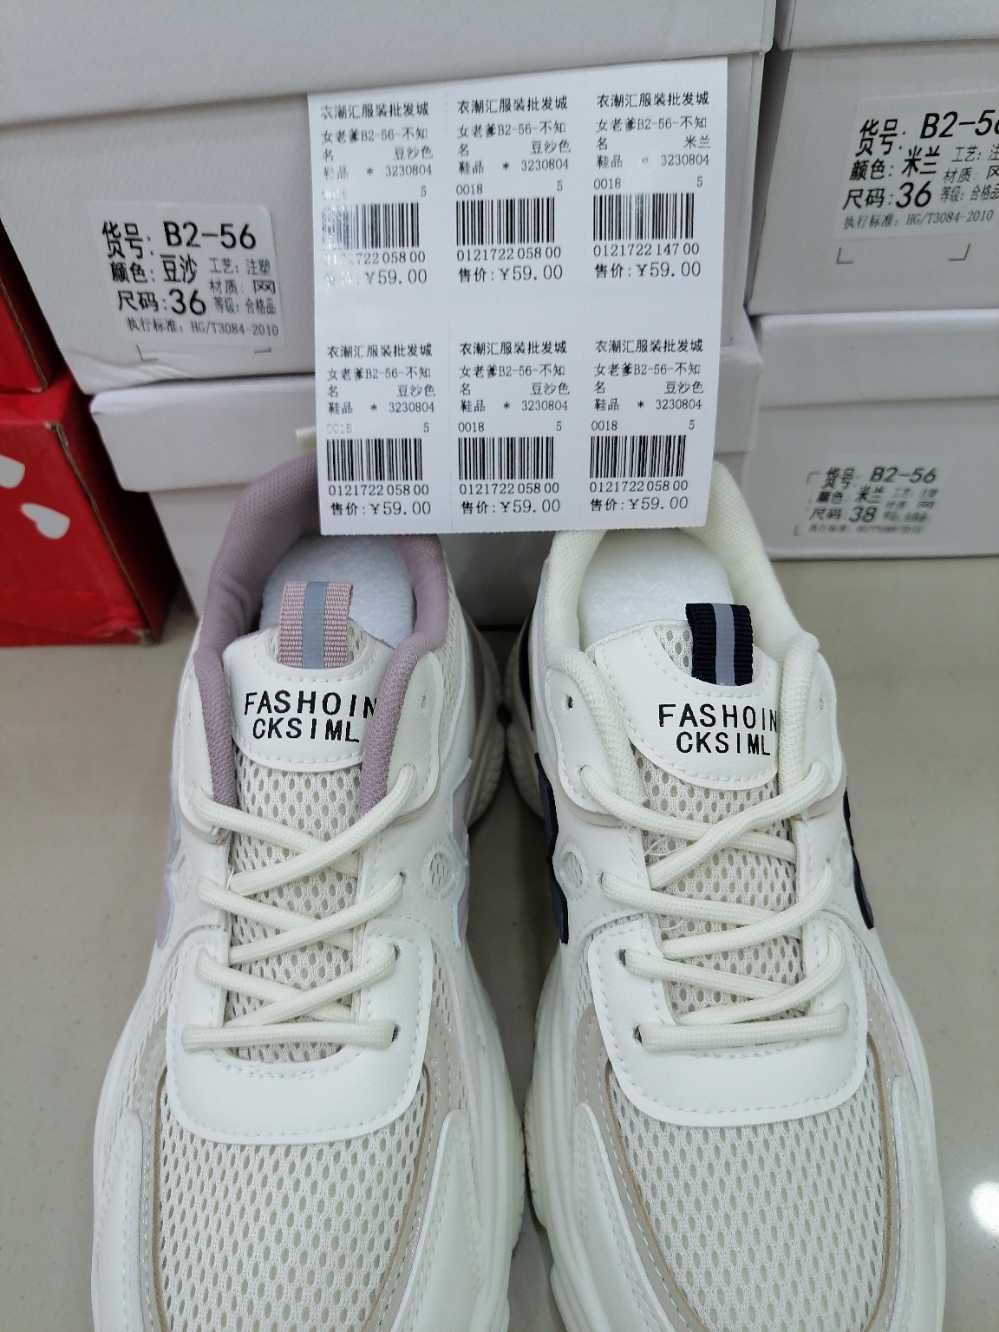 衣潮汇服装批发城
女老爹B2-56-不知
名 豆沙色
鞋品 * 3230804
0018 5
058 00
¥59.00
衣潮汇服装批发城
女老爹B2-56-不知
名 豆沙色
鞋品 * 3230804
0018 5
0121722 058 00
售价:¥59.00
衣潮汇服装批发城
女老爹B2-56-不知
名 米兰
鞋品 * 3230804
0018 5
0121722 147 00
售价:¥59.00
衣潮汇服装批发城
女老爹B2-56-不知
名 豆沙色
鞋品 * 3230804
0018 5
0121722 058 00
售价:¥59.00
衣潮汇服装批发城
女老爹B2-56-不知
名 豆沙色
鞋品 * 3230804
0018 5
0121722 058 00
售价:¥59.00
衣潮汇服装批发城
女老爹B2-56-不知
名 豆沙色
鞋品 * 3230804
0018 5
0121722 058 00
售价:¥59.00
货号: B2-56
颜色: 豆沙 工艺: 注塑
尺码: 36 材质: 网
等级: 合格品
执行标准: HG/T3084-2010
货号: B2-56
颜色: 米兰 工艺: 注
尺码: 36 材质: 网
等级: 合格品
执行标准: HG/T3084-2010
货号: B2-56
颜色: 米兰
尺码: 38
FASHOIN
CKSIML
FASHOIN
CKSIML